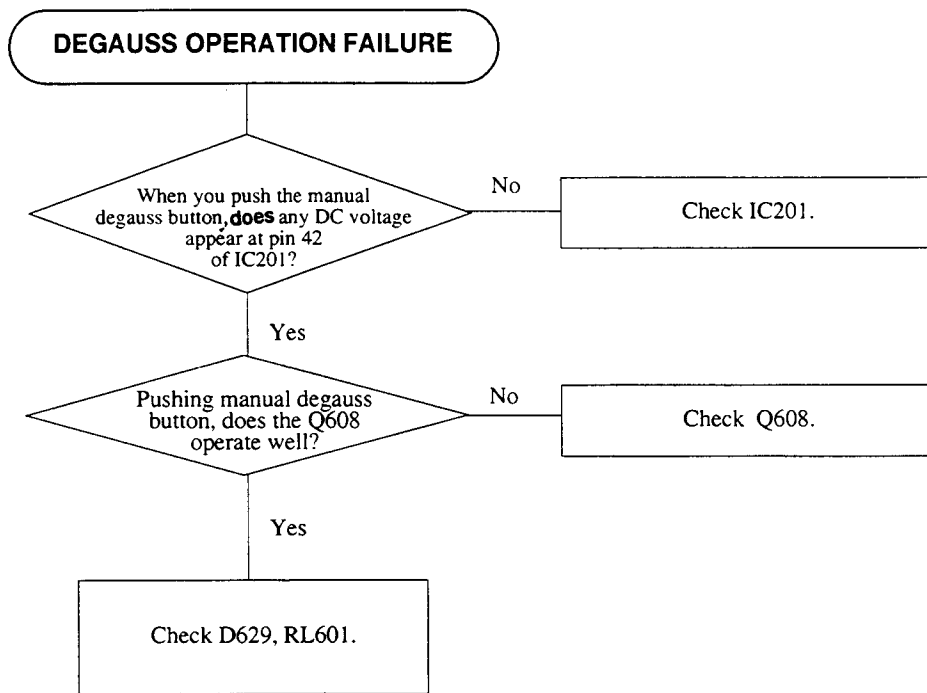 DEGAUSS OPERATION FAILURE
When you push the manual
degauss button, does any DC voltage
appear at pin 42
of IC201?
No
Check IC201.
Yes
Pushing manual degauss
button, does the Q608
operate well?
No
Check Q608.
Yes
Check D629, RL601.